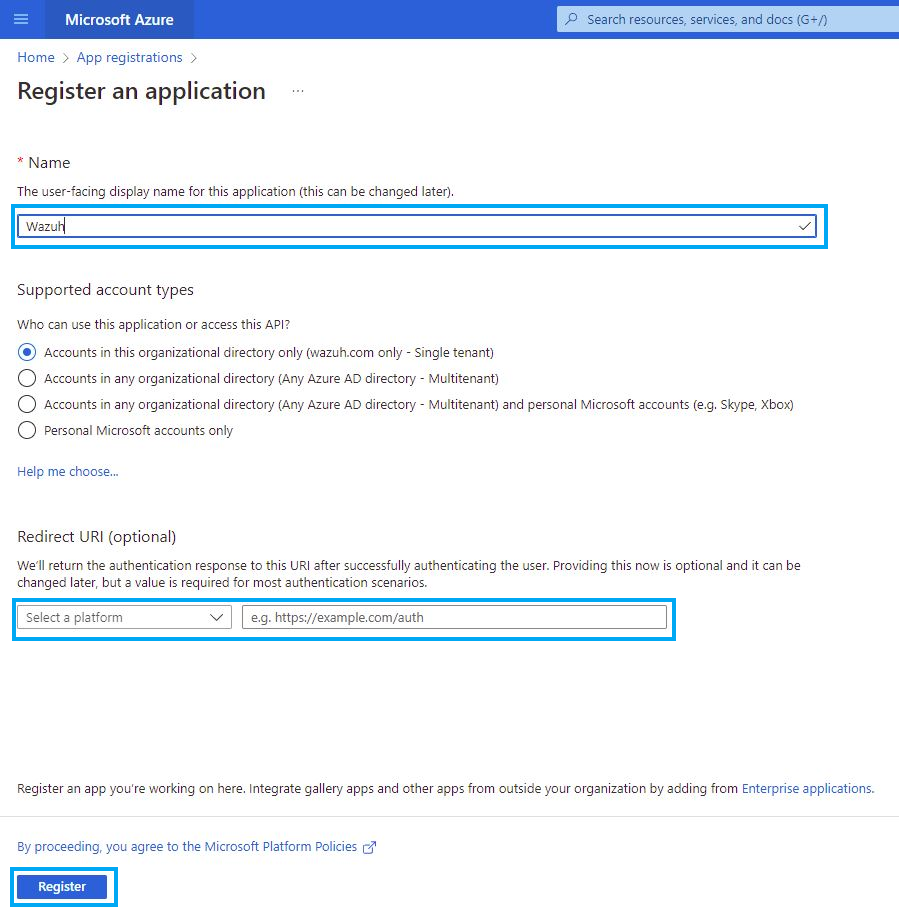 Microsoft Azure
Search resources, services, and docs (G+/)
Home > App registrations >
Register an application ...
* Name
The user-facing display name for this application (this can be changed later).
Wazuh
Supported account types
Who can use this application or access this API?
Accounts in this organizational directory only (wazuh.com only - Single tenant)
Accounts in any organizational directory (Any Azure AD directory - Multitenant)
Accounts in any organizational directory (Any Azure AD directory - Multitenant) and personal Microsoft accounts (e.g. Skype, Xbox)
Personal Microsoft accounts only
Help me choose...
Redirect URI (optional)
We'll return the authentication response to this URI after successfully authenticating the user. Providing this now is optional and it can be
changed later, but a value is required for most authentication scenarios.
Select a platform
e.g. https://example.com/auth
Register an app you're working on here. Integrate gallery apps and other apps from outside your organization by adding from Enterprise applications.
By proceeding, you agree to the Microsoft Platform Policies
Register